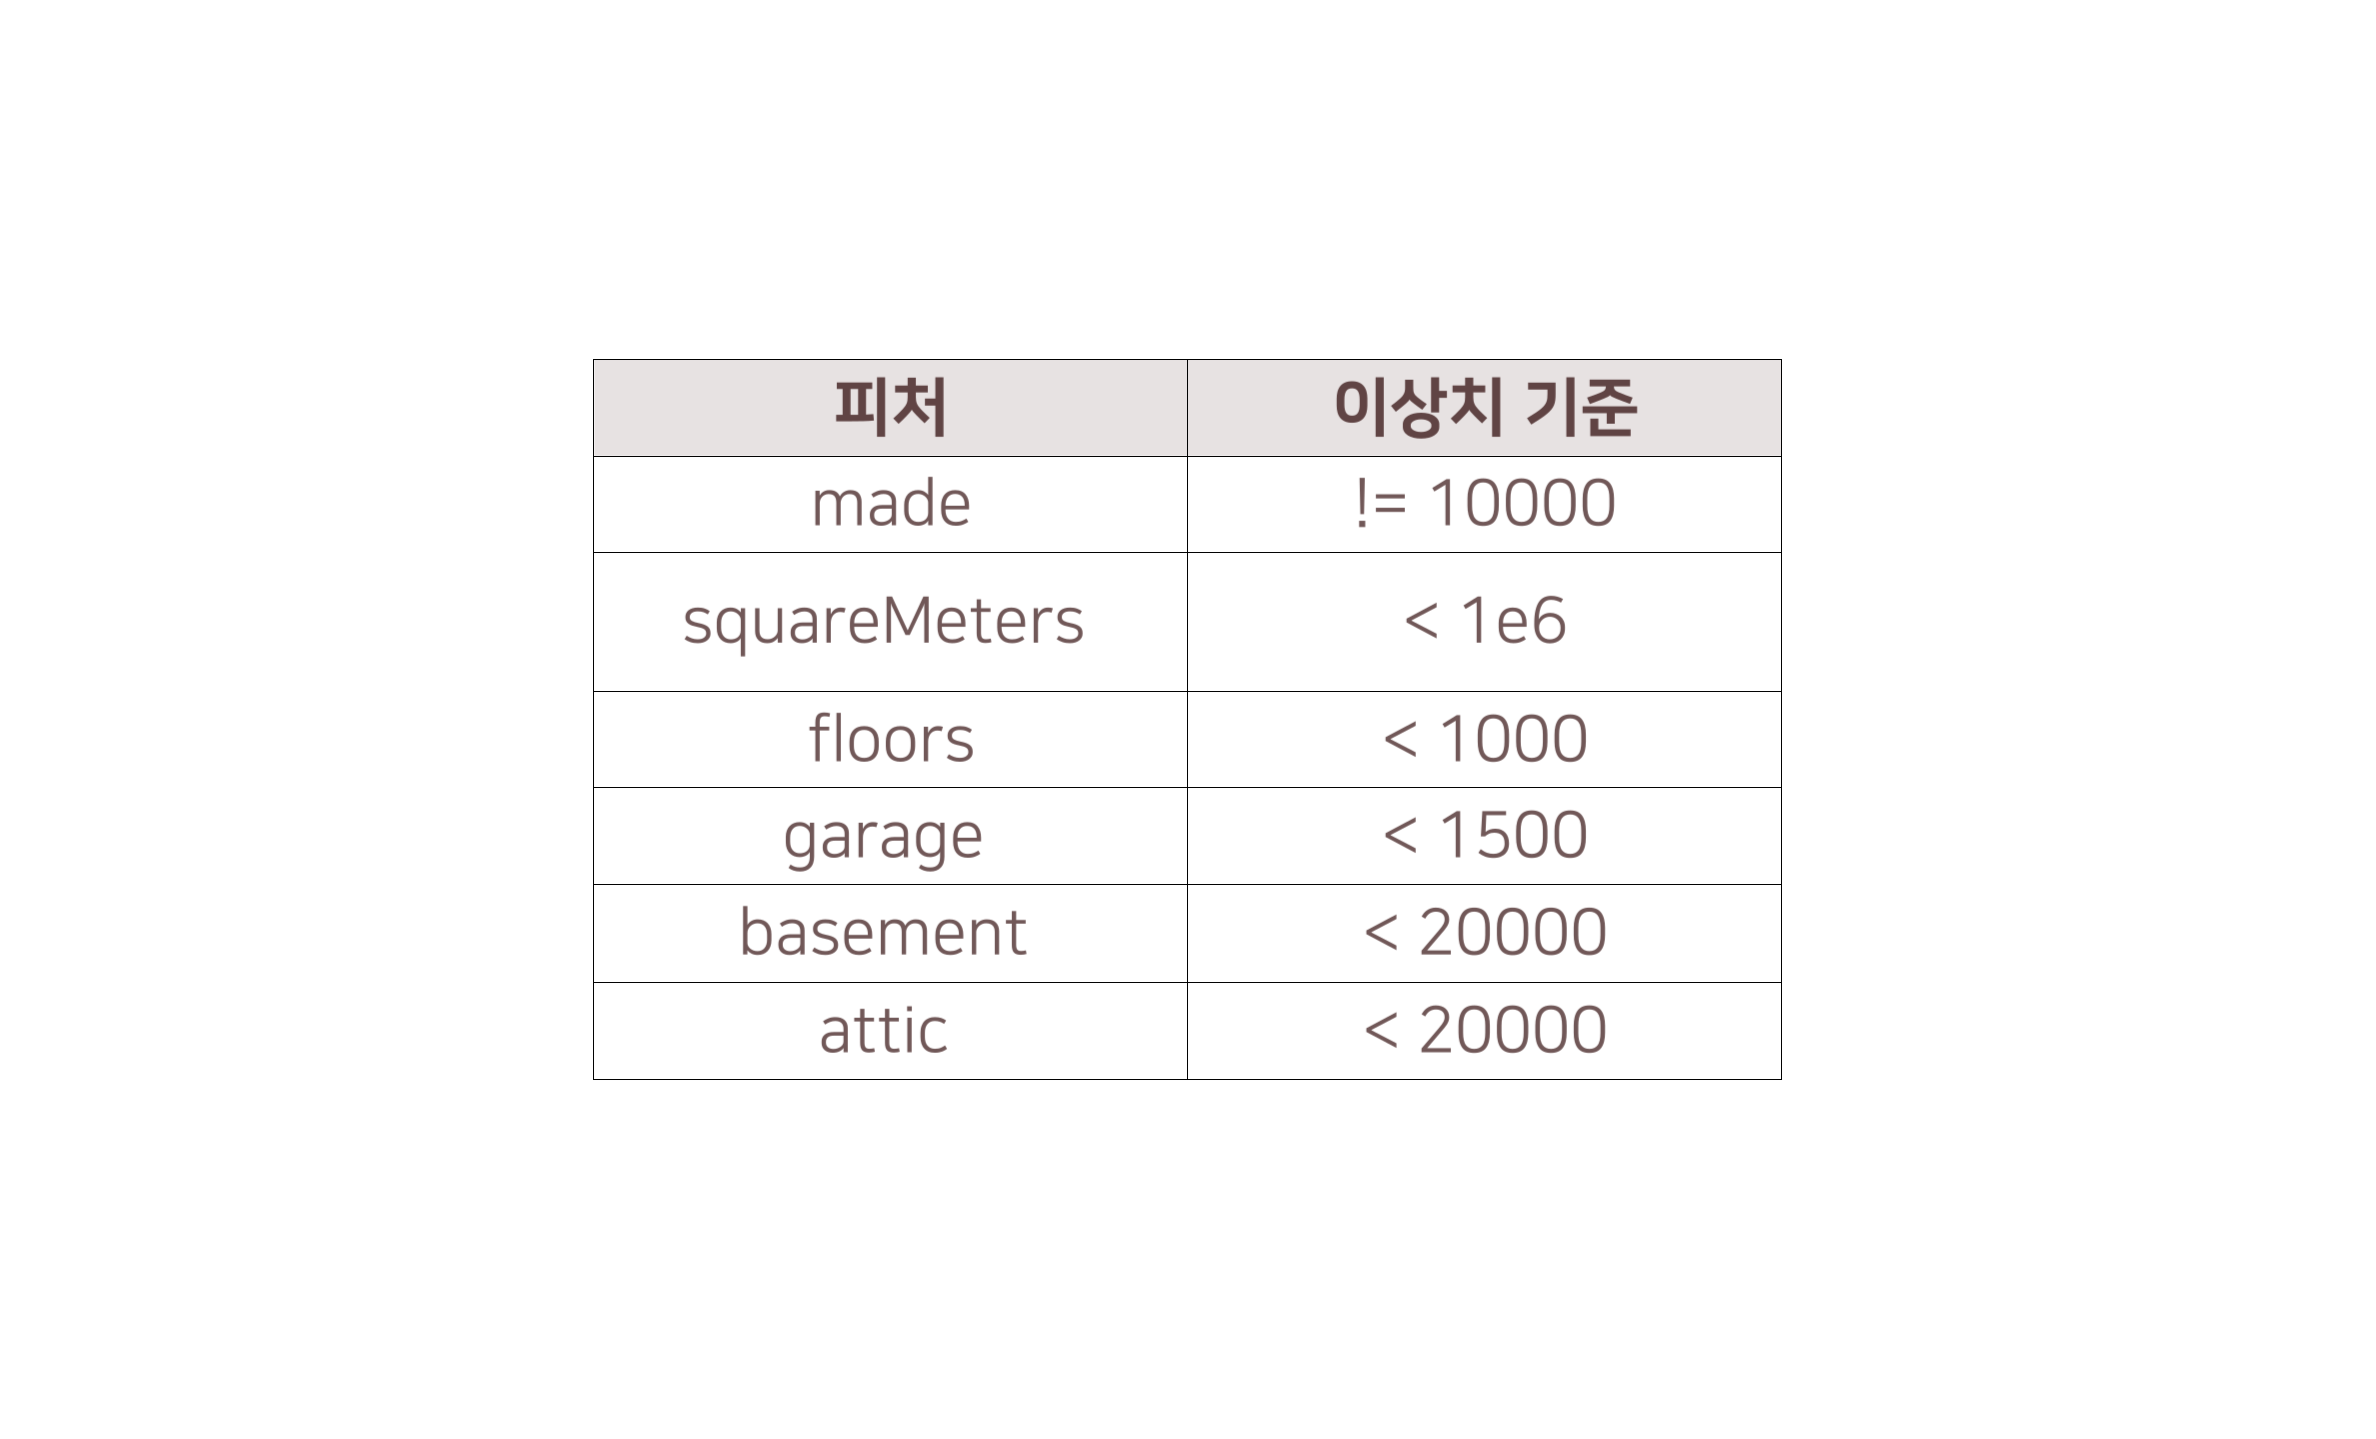 피처 이상치 기준
made != 10000
squareMeters < 1e6
floors < 1000
garage < 1500
basement < 20000
attic < 20000